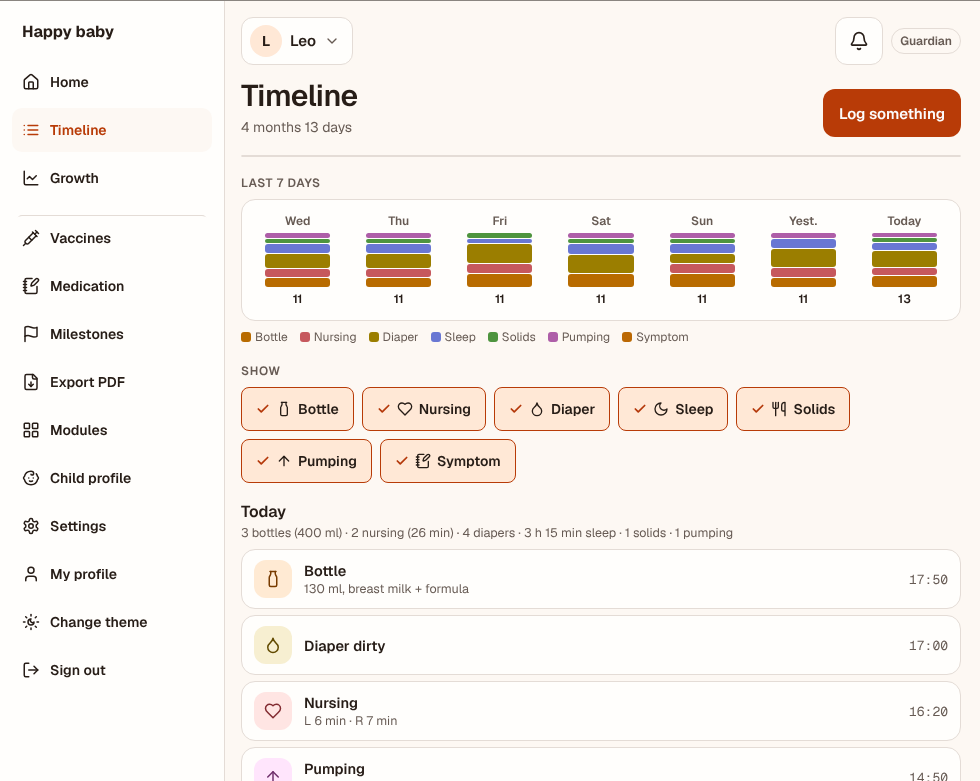 Happy baby
Home
Timeline
Growth
Vaccines
Medication
Milestones
Export PDF
Modules
Child profile
Settings
My profile
Change theme
Sign out
L Leo
Guardian
Timeline
4 months 13 days
Log something
LAST 7 DAYS
Wed Thu Fri Sat Sun Yest. Today
11 11 11 11 11 11 13
Bottle Nursing Diaper Sleep Solids Pumping Symptom
SHOW
Bottle Nursing Diaper Sleep Solids
Pumping Symptom
Today
3 bottles (400 ml) · 2 nursing (26 min) · 4 diapers · 3 h 15 min sleep · 1 solids · 1 pumping
Bottle
130 ml, breast milk + formula
17:50
Diaper dirty
17:00
Nursing
L 6 min · R 7 min
16:20
Pumping
14:50